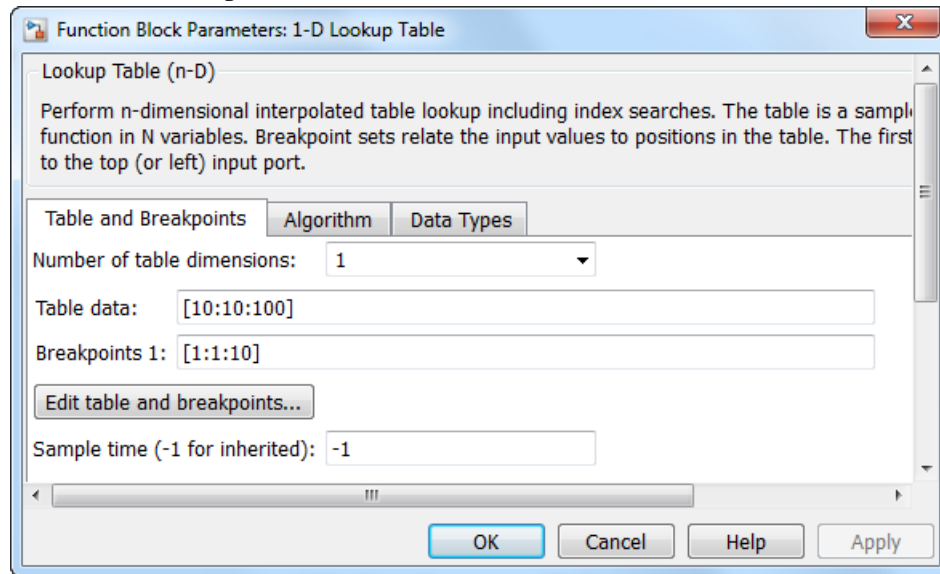 Function Block Parameters: 1-D Lookup Table
Lookup Table (n-D)
Perform n-dimensional interpolated table lookup including index searches. The table is a sampl
function in N variables. Breakpoint sets relate the input values to positions in the table. The first
to the top (or left) input port.
Table and Breakpoints Algorithm Data Types
Number of table dimensions: 1
Table data: [10:10:100]
Breakpoints 1: [1:1:10]
Edit table and breakpoints...
Sample time (-1 for inherited): -1
OK Cancel Help Apply